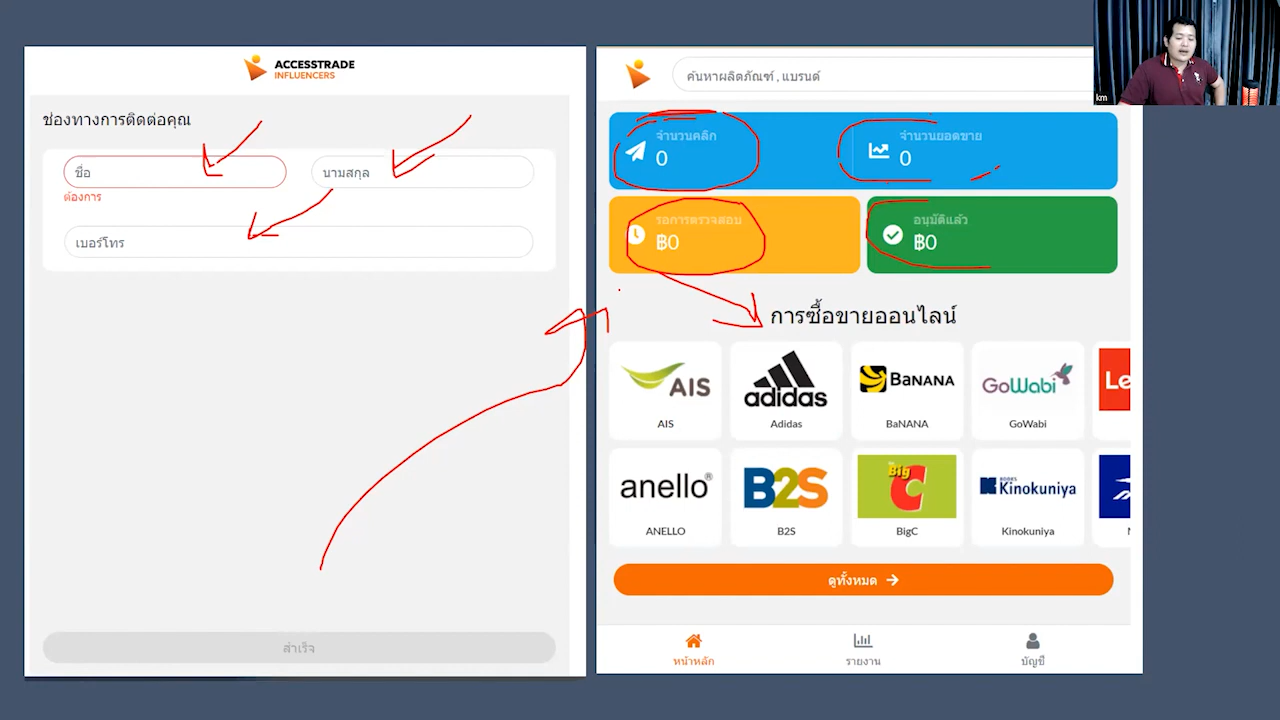 ACCESSTRADE
INFLUENCERS
ช่องทางการติดต่อคุณ
ชื่อ
นามสกุล
ต้องการ
เบอร์โทร
สำเร็จ
ค้นหาผลิตภัณฑ์ , แบรนด์
km
จำนวนคลิก
0
จำนวนยอดขาย
0
รอการตรวจสอบ
฿0
อนุมัติแล้ว
฿0
การซื้อขายออนไลน์
AIS
adidas
BaNANA
GoWabi
Le
AIS
Adidas
BaNANA
GoWabi
anello®
B2S
Big C
BOOKS Kinokuniya
ANELLO
B2S
BigC
Kinokuniya
ดูทั้งหมด
หน้าหลัก
รายงาน
บัญชี